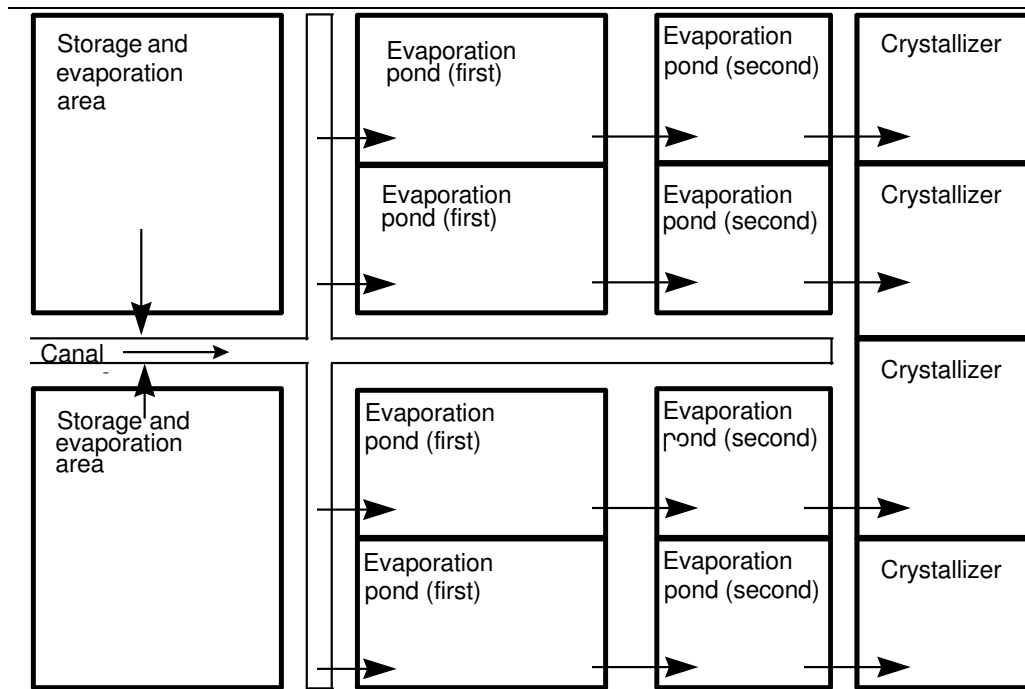 Storage and
evaporation
area
Evaporation
pond (first)
Evaporation
pond (second)
Crystallizer
Evaporation
pond (first)
Evaporation
pond (second)
Crystallizer
Canal
Storage and
evaporation
area
Evaporation
pond (first)
Evaporation
pond (second)
Crystallizer
Evaporation
pond (first)
Evaporation
pond (second)
Crystallizer